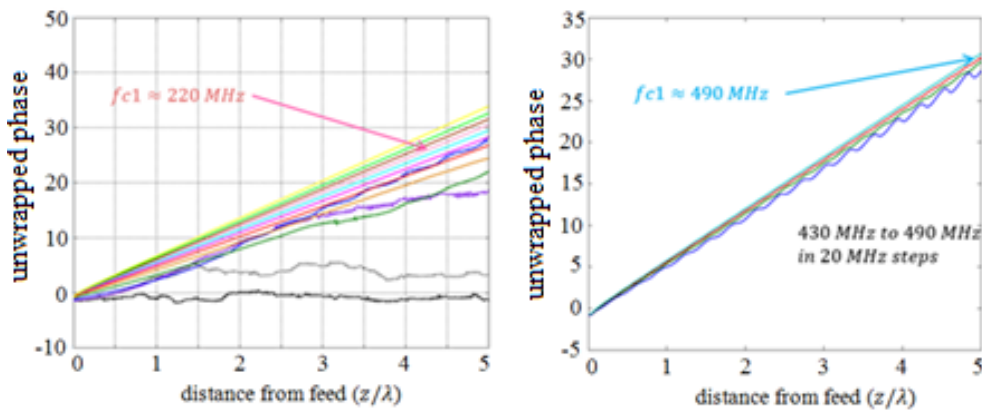 50
40
30
20
10
0
-10
unwrapped phase
fc1 ≈ 220 MHz
0 1 2 3 4 5
distance from feed (z/λ)
35
30
25
20
15
10
5
0
-5
unwrapped phase
fc1 ≈ 490 MHz
430 MHz to 490 MHz
in 20 MHz steps
0 1 2 3 4 5
distance from feed (z/λ)